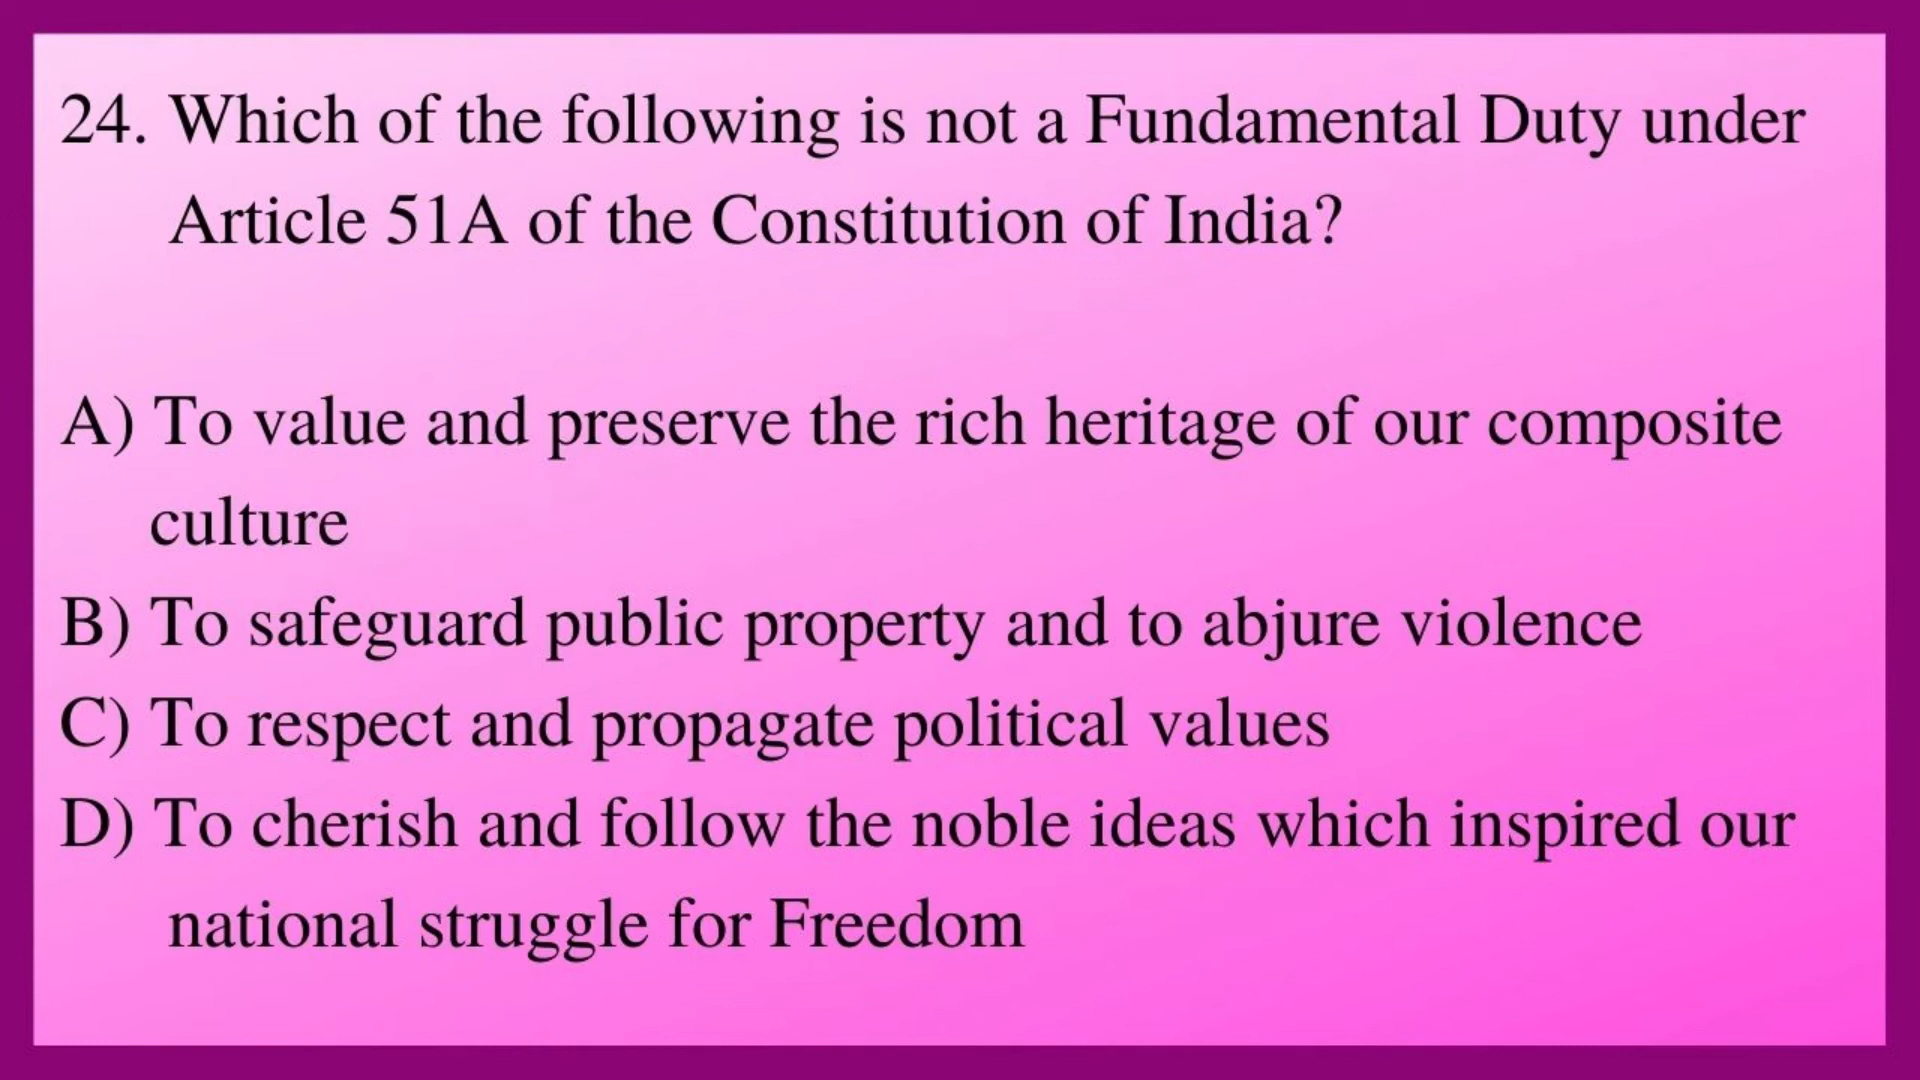 24. Which of the following is not a Fundamental Duty under
Article 51A of the Constitution of India?
A) To value and preserve the rich heritage of our composite
culture
B) To safeguard public property and to abjure violence
C) To respect and propagate political values
D) To cherish and follow the noble ideas which inspired our
national struggle for Freedom